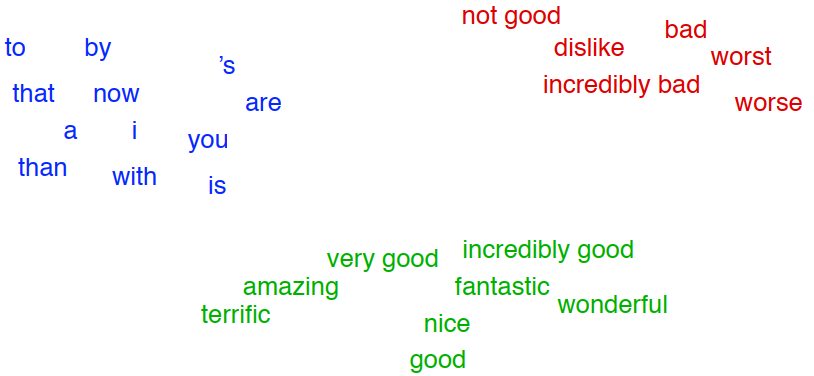 to by 's
that now are
a i you
than with is
not good bad
dislike worst
incredibly bad
worse
very good incredibly good
amazing fantastic
terrific wonderful
nice
good